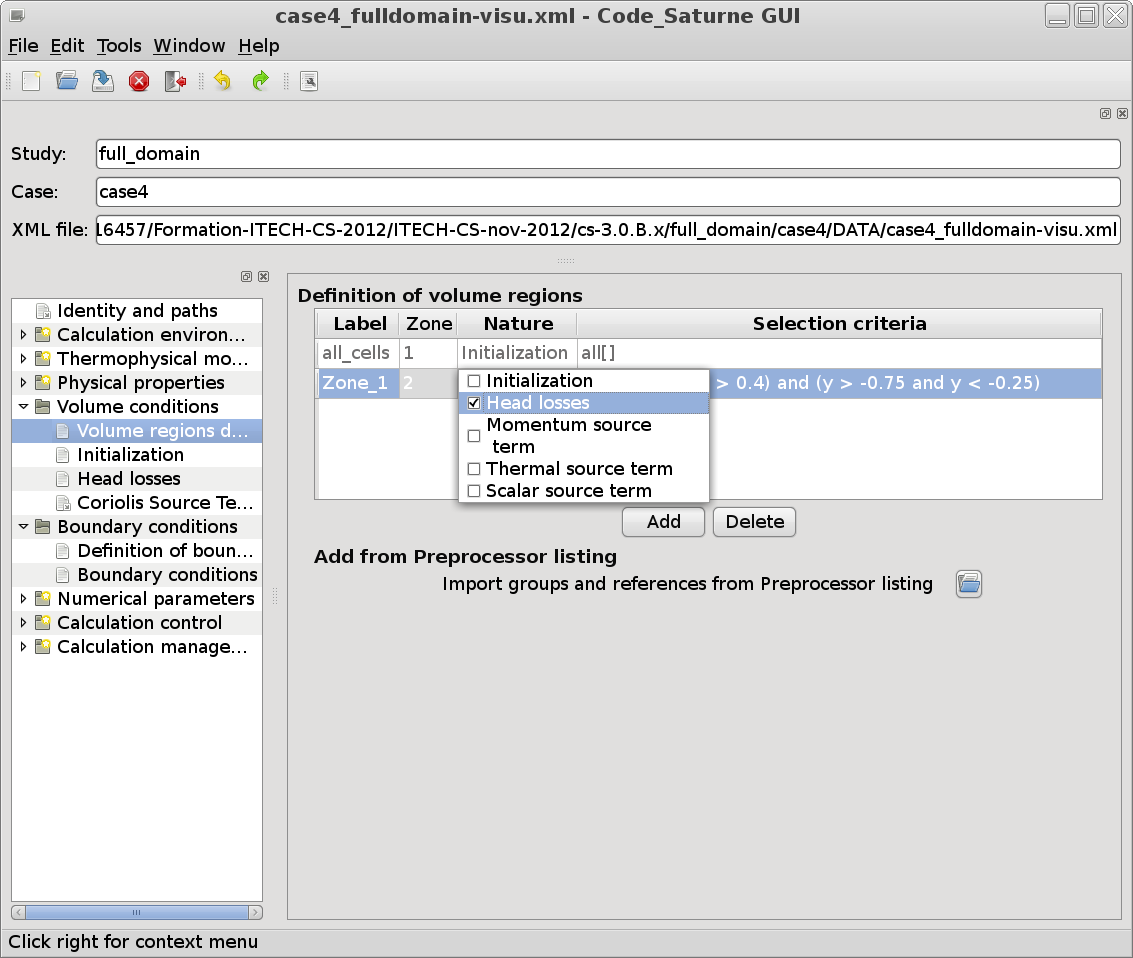 case4_fulldomain-visu.xml - Code_Saturne GUI
File Edit Tools Window Help
Study: full_domain
Case: case4
XML file: 16457/Formation-ITECH-CS-2012/ITECH-CS-nov-2012/cs-3.0.B.x/full_domain/case4/DATA/case4_fulldomain-visu.xml
Identity and paths
Calculation environ...
Thermophysical mo...
Physical properties
Volume conditions
Volume regions d...
Initialization
Head losses
Coriolis Source Te...
Boundary conditions
Definition of boun...
Boundary conditions
Numerical parameters
Calculation control
Calculation manage...
Definition of volume regions
Label Zone Nature Selection criteria
all_cells 1 Initialization all[]
Zone_1 2 > 0.4) and (y > -0.75 and y < -0.25)
Initialization
Head losses
Momentum source
term
Thermal source term
Scalar source term
Add Delete
Add from Preprocessor listing
Import groups and references from Preprocessor listing
Click right for context menu